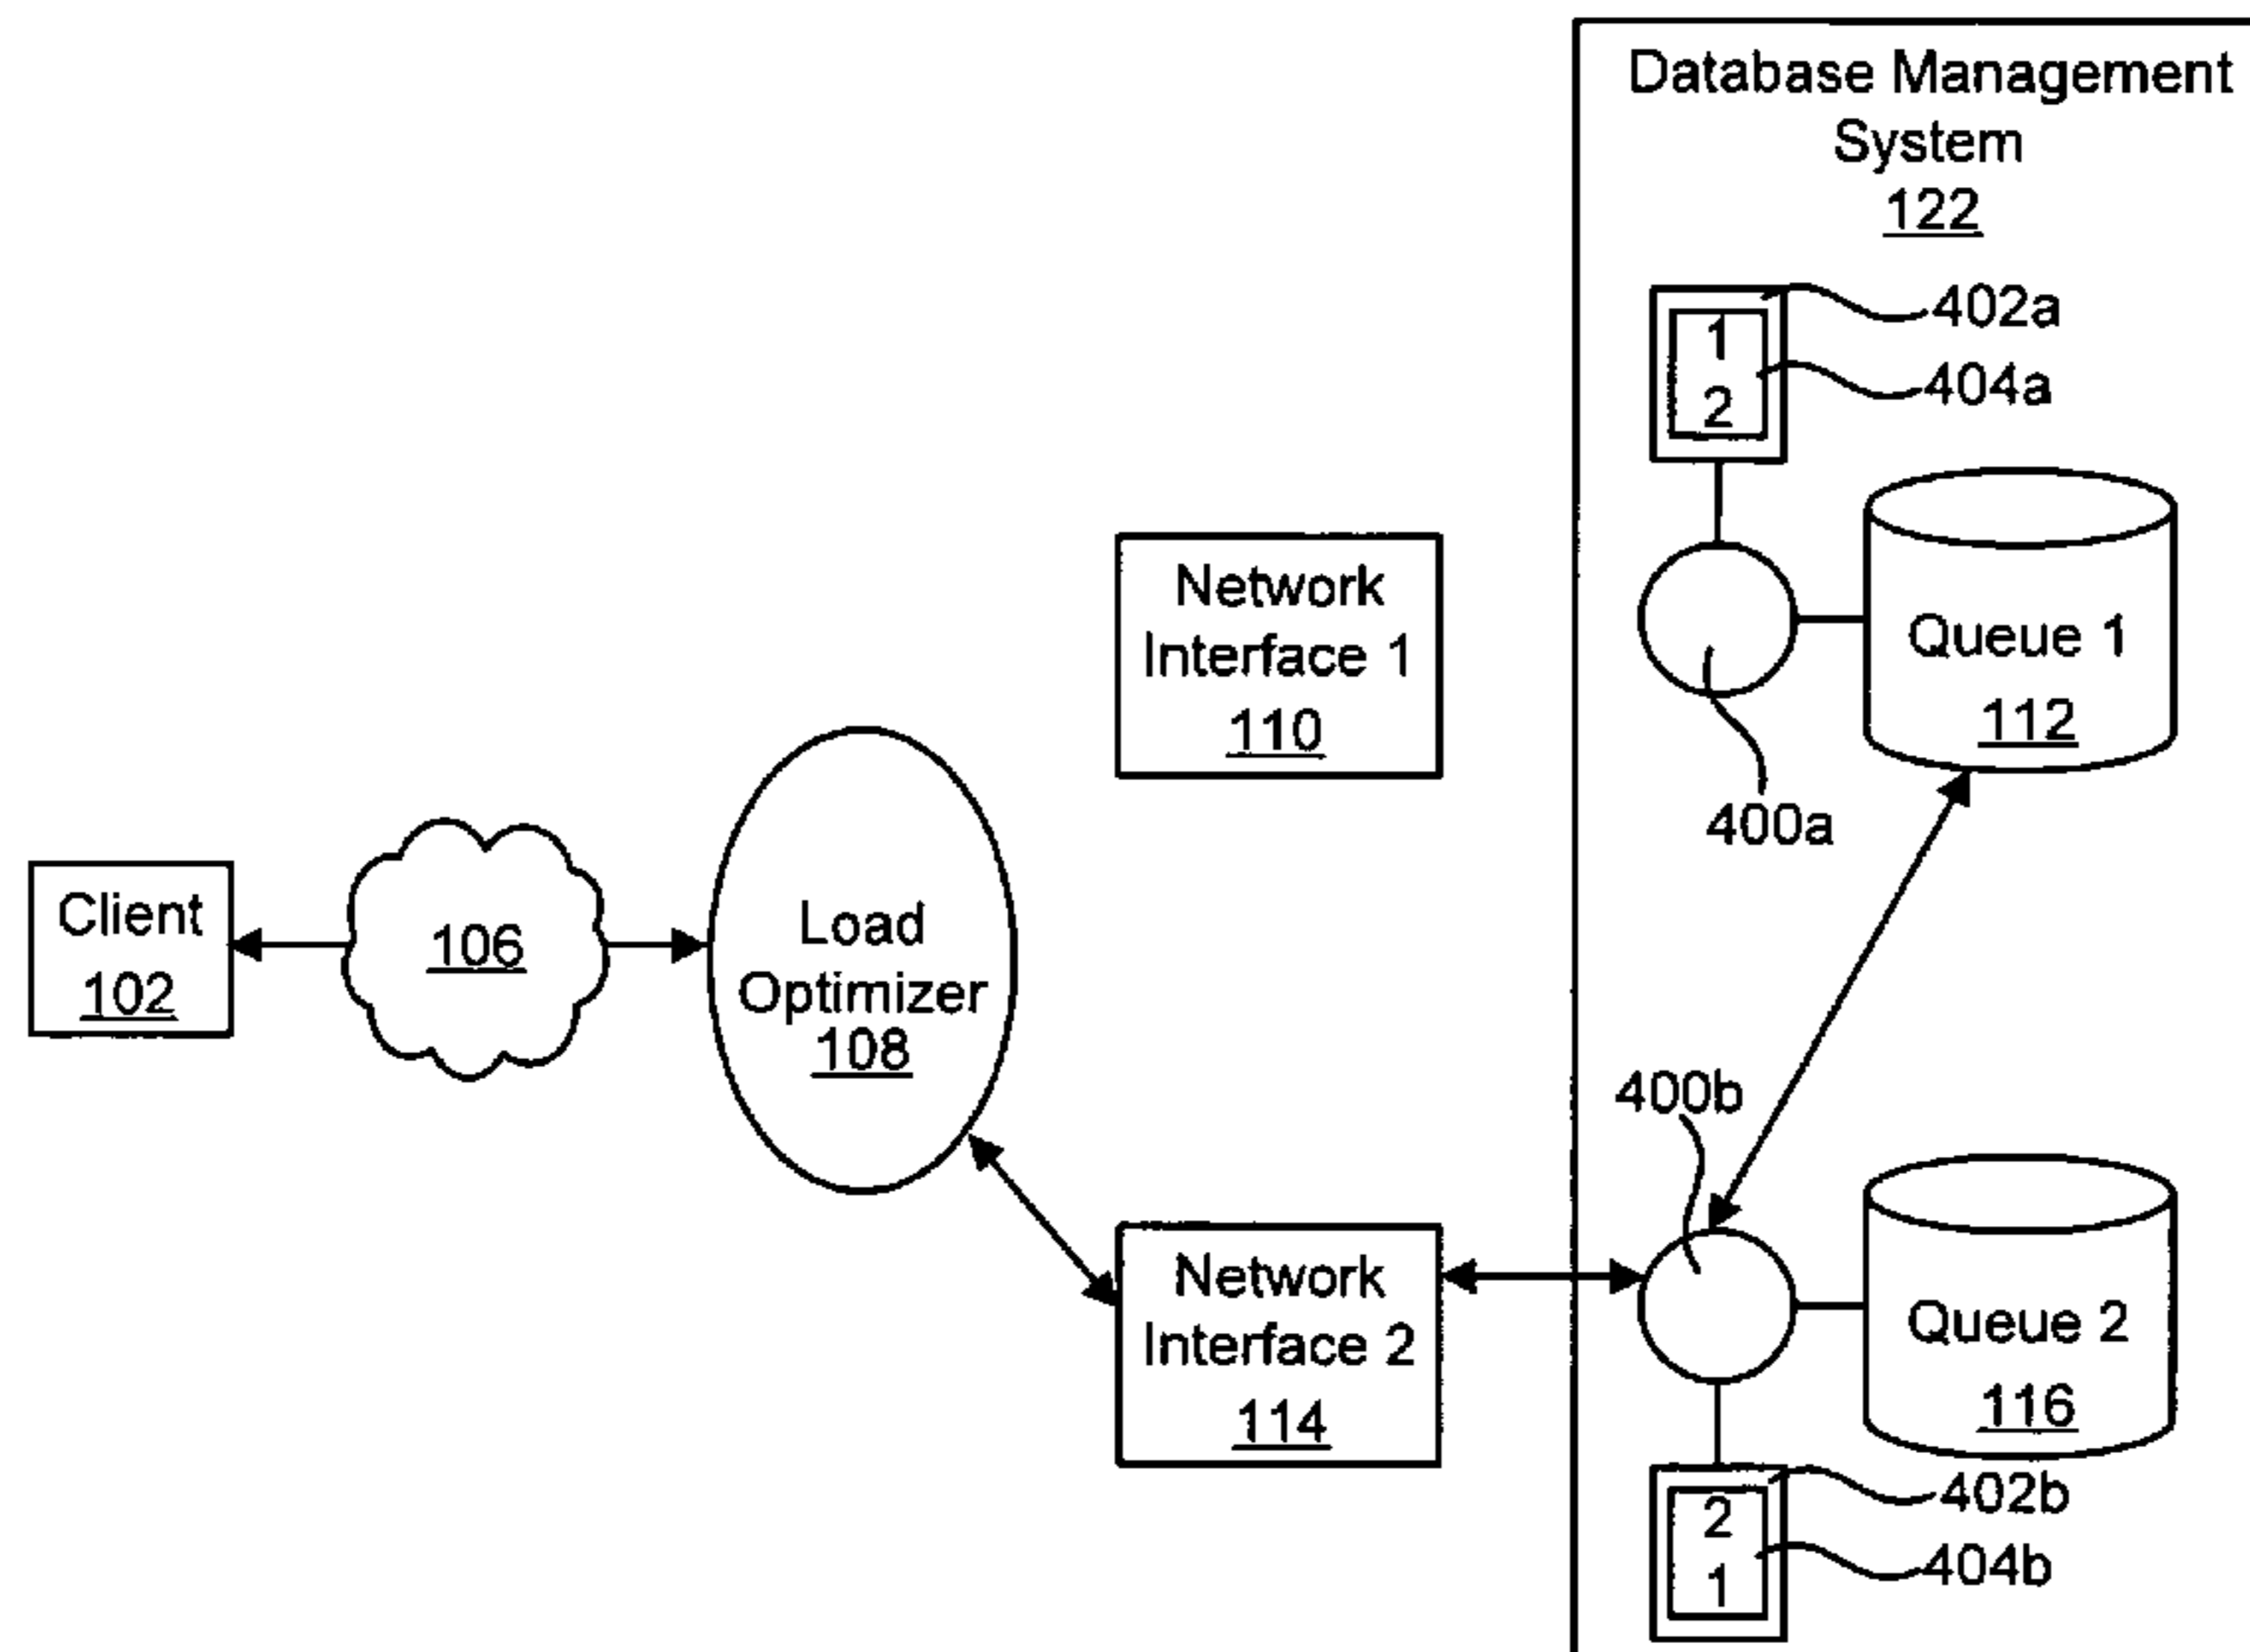 Database Management
System
122
402a
1
404a
2
Network
Interface 1
110
Queue 1
112
400a
Client
102
106
Load
Optimizer
108
400b
Network
Interface 2
114
Queue 2
116
402b
2
404b
1